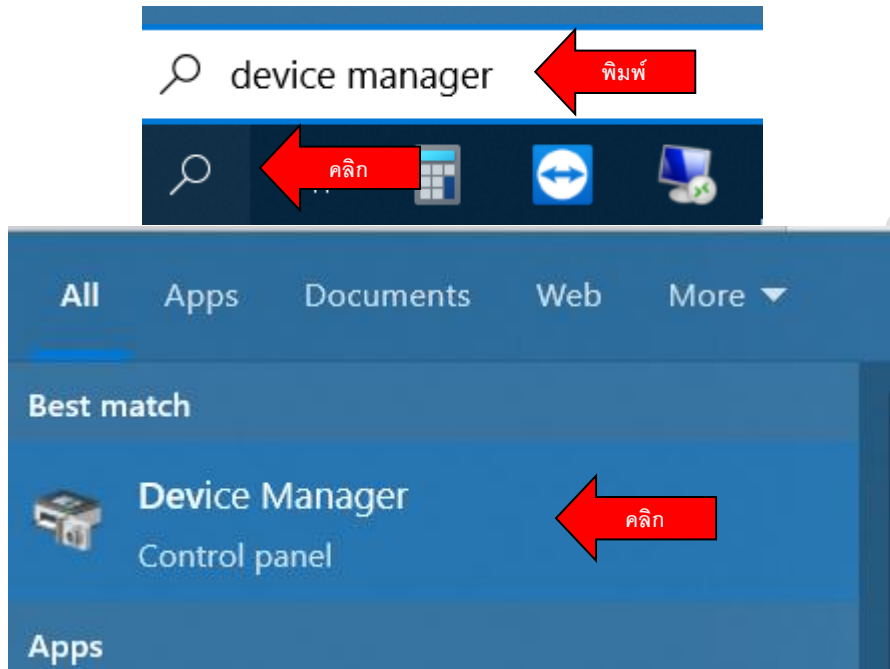 device manager
พิมพ์
คลิก
All Apps Documents Web More
Best match
Device Manager
คลิก
Control panel
Apps